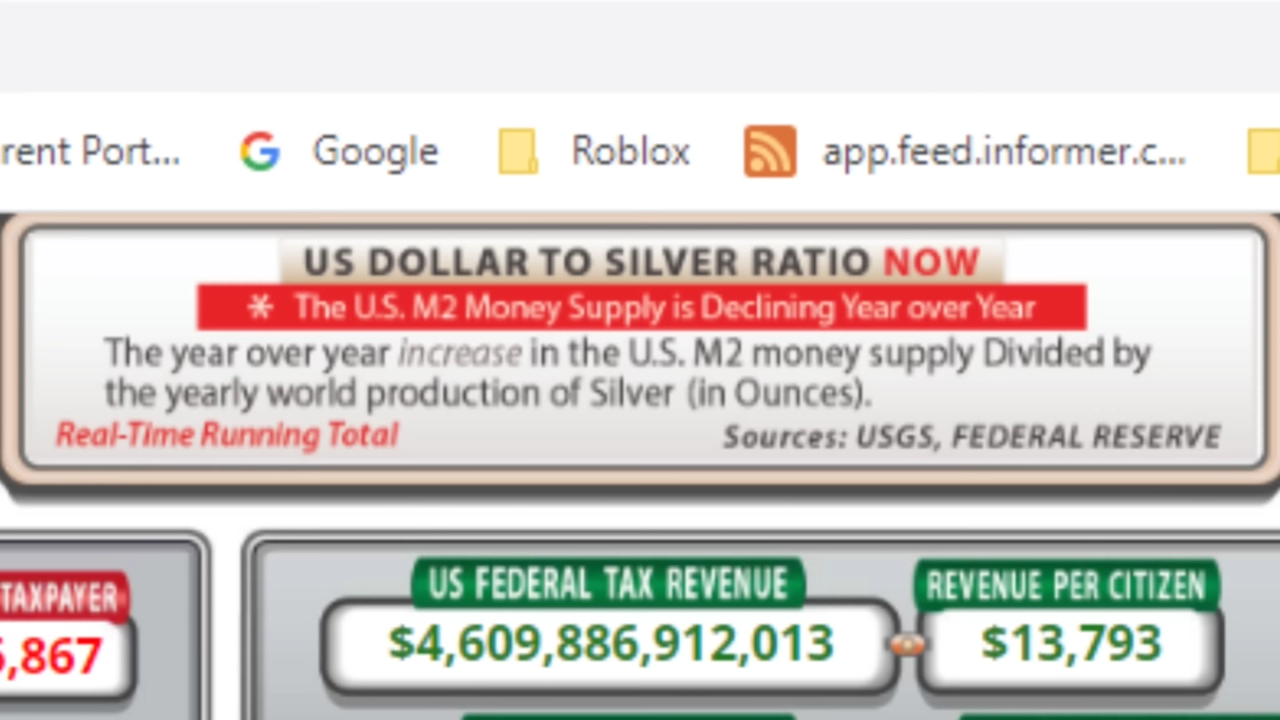 rent Port... Google Roblox app.feed.informer.c...
US DOLLAR TO SILVER RATIO NOW
* The U.S. M2 Money Supply is Declining Year over Year
The year over year increase in the U.S. M2 money supply Divided by
the yearly world production of Silver (in Ounces).
Real-Time Running Total Sources: USGS, FEDERAL RESERVE
TAXPAYER US FEDERAL TAX REVENUE REVENUE PER CITIZEN
5,867 $4,609,886,912,013 $13,793